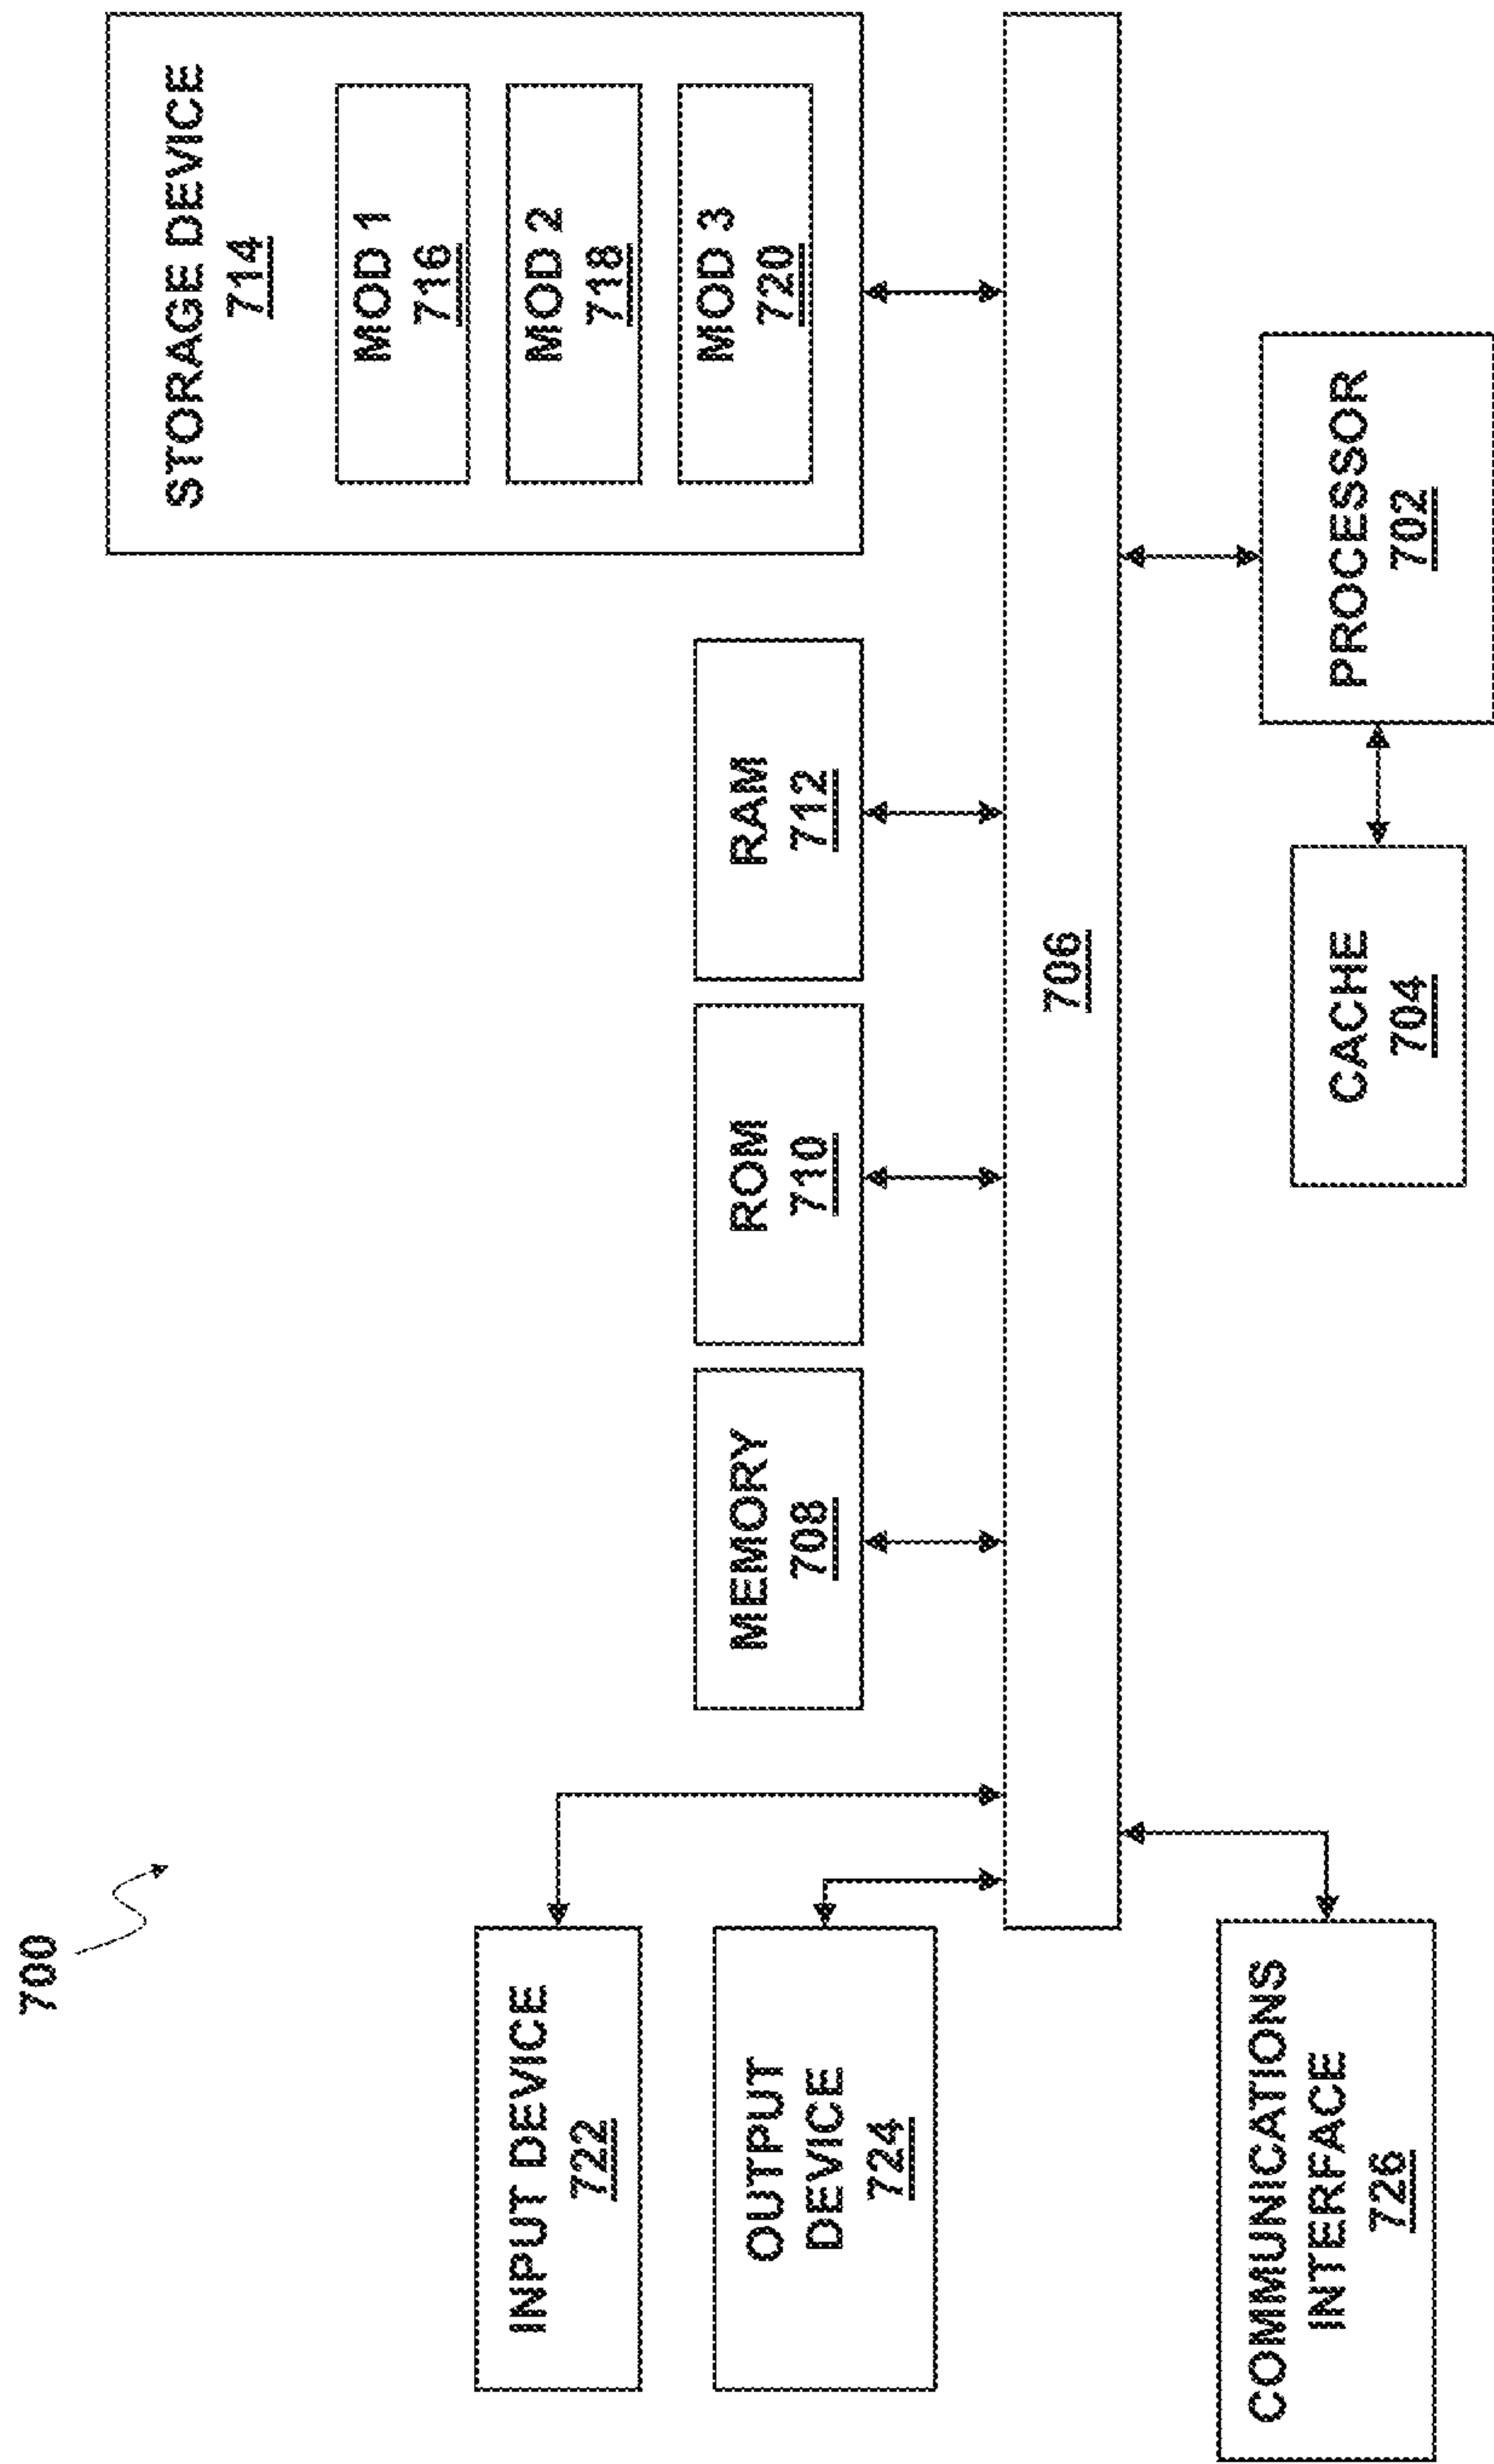 700
INPUT DEVICE
722
OUTPUT
DEVICE
724
COMMUNICATIONS
INTERFACE
726
MEMORY
708
ROM
710
RAM
712
STORAGE DEVICE
714
MOD 1
716
MOD 2
718
MOD 3
720
706
CACHE
704
PROCESSOR
702